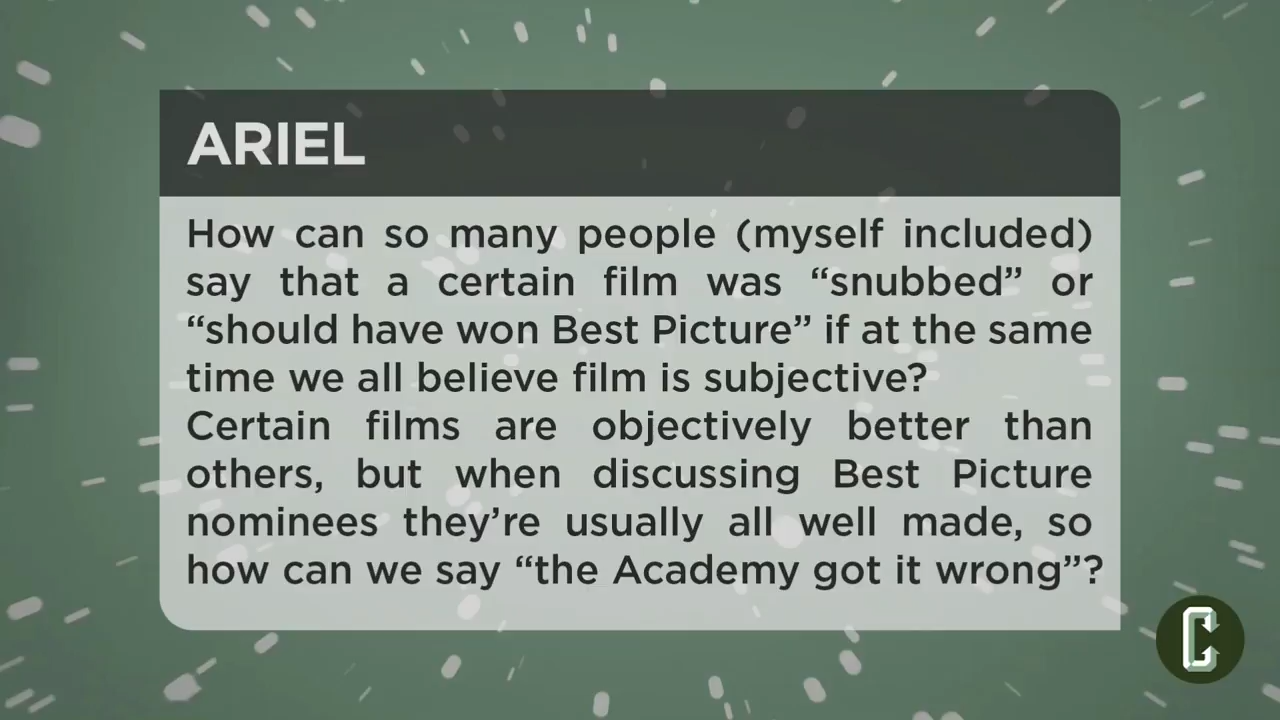 ARIEL
How can so many people (myself included)
say that a certain film was “snubbed” or
“should have won Best Picture” if at the same
time we all believe film is subjective?
Certain films are objectively better than
others, but when discussing Best Picture
nominees they’re usually all well made, so
how can we say “the Academy got it wrong”?